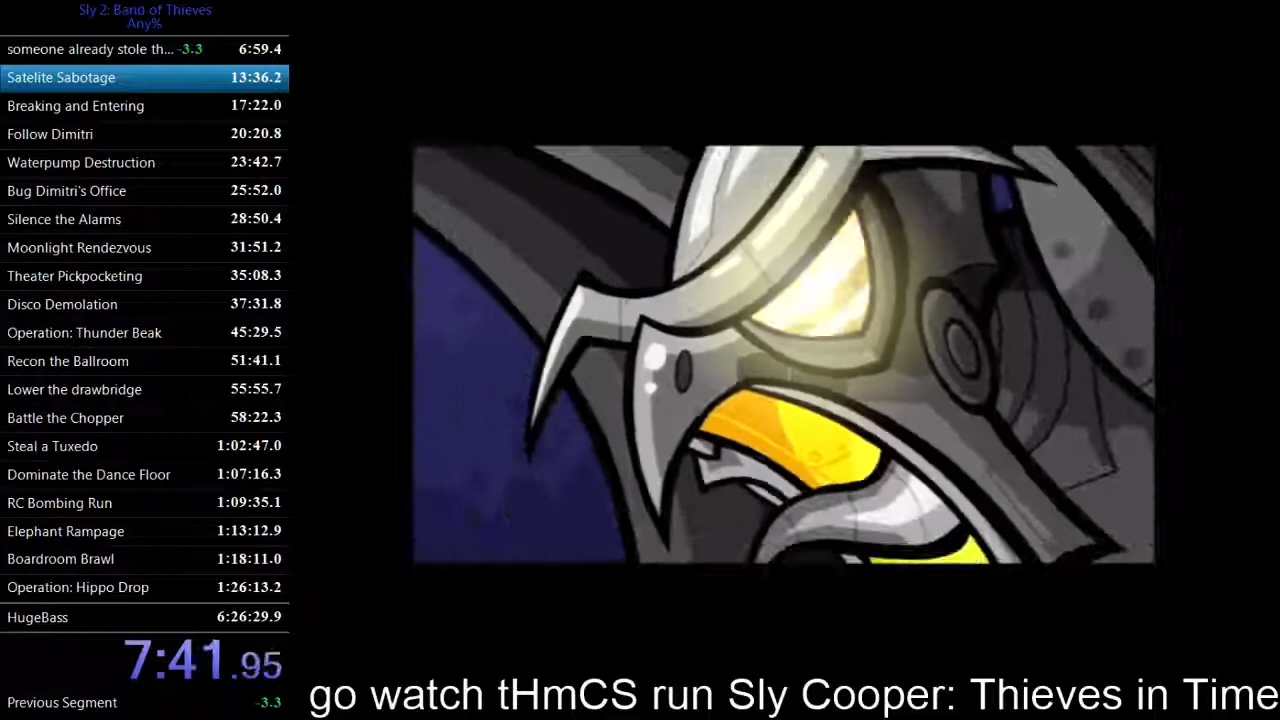 Sly 2: Band of Thieves
Any%
someone already stole th... -3.3 6:59.4
Satelite Sabotage 13:36.2
Breaking and Entering 17:22.0
Follow Dimitri 20:20.8
Waterpump Destruction 23:42.7
Bug Dimitri's Office 25:52.0
Silence the Alarms 28:50.4
Moonlight Rendezvous 31:51.2
Theater Pickpocketing 35:08.3
Disco Demolation 37:31.8
Operation: Thunder Beak 45:29.5
Recon the Ballroom 51:41.1
Lower the drawbridge 55:55.7
Battle the Chopper 58:22.3
Steal a Tuxedo 1:02:47.0
Dominate the Dance Floor 1:07:16.3
RC Bombing Run 1:09:35.1
Elephant Rampage 1:13:12.9
Boardroom Brawl 1:18:11.0
Operation: Hippo Drop 1:26:13.2
HugeBass 6:26:29.9
7:41.95
Previous Segment -3.3
go watch tHmCS run Sly Cooper: Thieves in Time